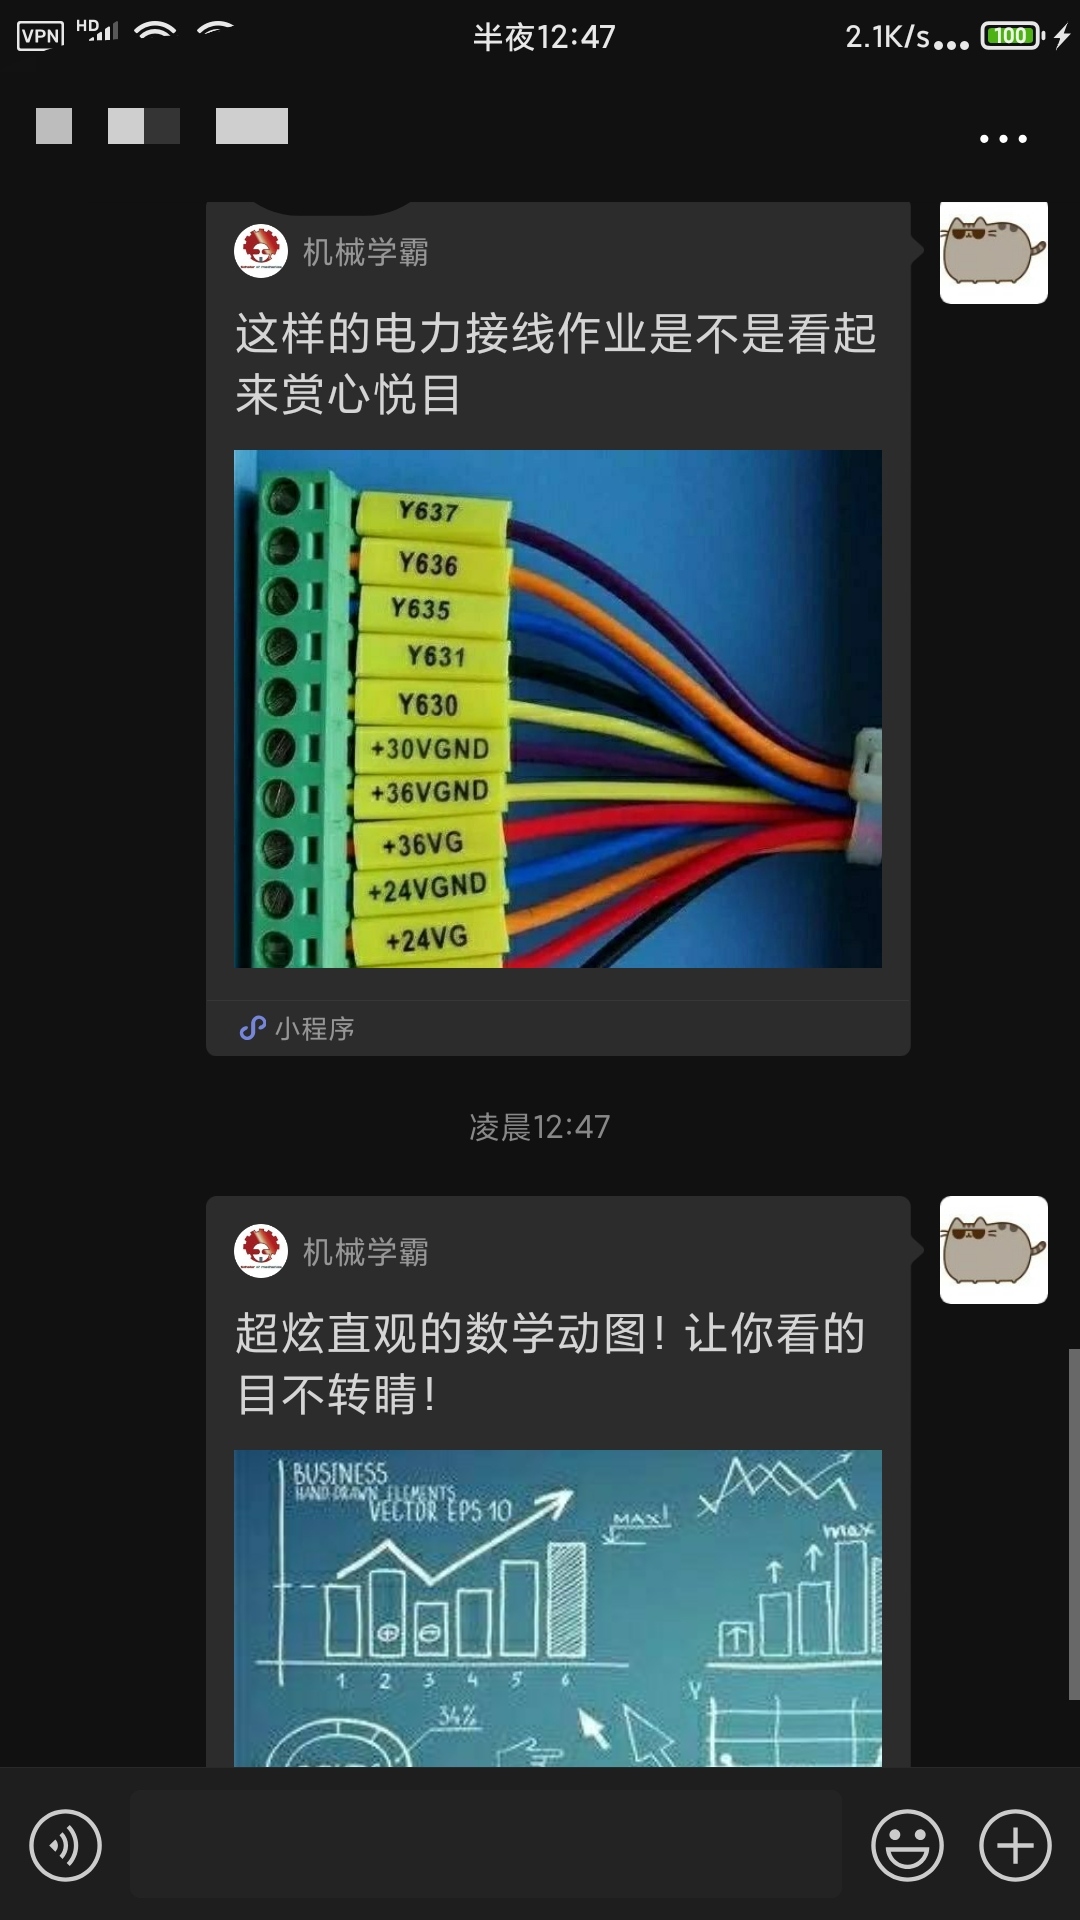 VPN HD 半夜12:47 2.1K/s... 100
机械学霸
这样的电力接线作业是不是看起
来赏心悦目
Y637
Y636
Y635
Y631
Y630
+30VGND
+36VGND
+36VG
+24VGND
+24VG
小程序
凌晨12:47
机械学霸
超炫直观的数学动图！让你看的
目不转睛！
BUSINESS
HAND-DRAWN ELEMENTS
VECTOR EPS 10
MAX!
max
1 2 3 4 5 6
Y
34%